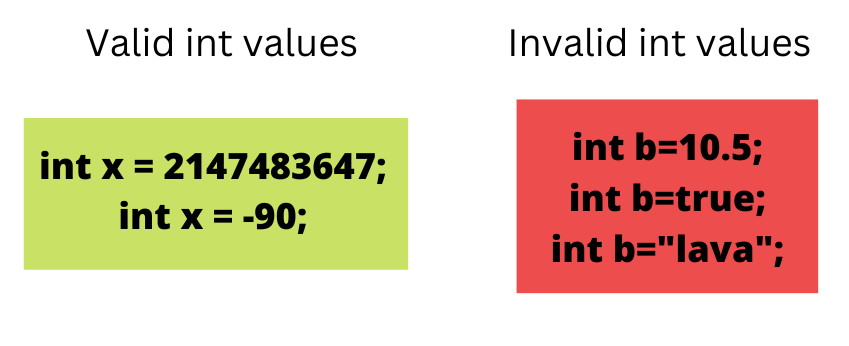 Valid int values
int x = 2147483647;
int x = -90;
Invalid int values
int b=10.5;
int b=true;
int b="lava";